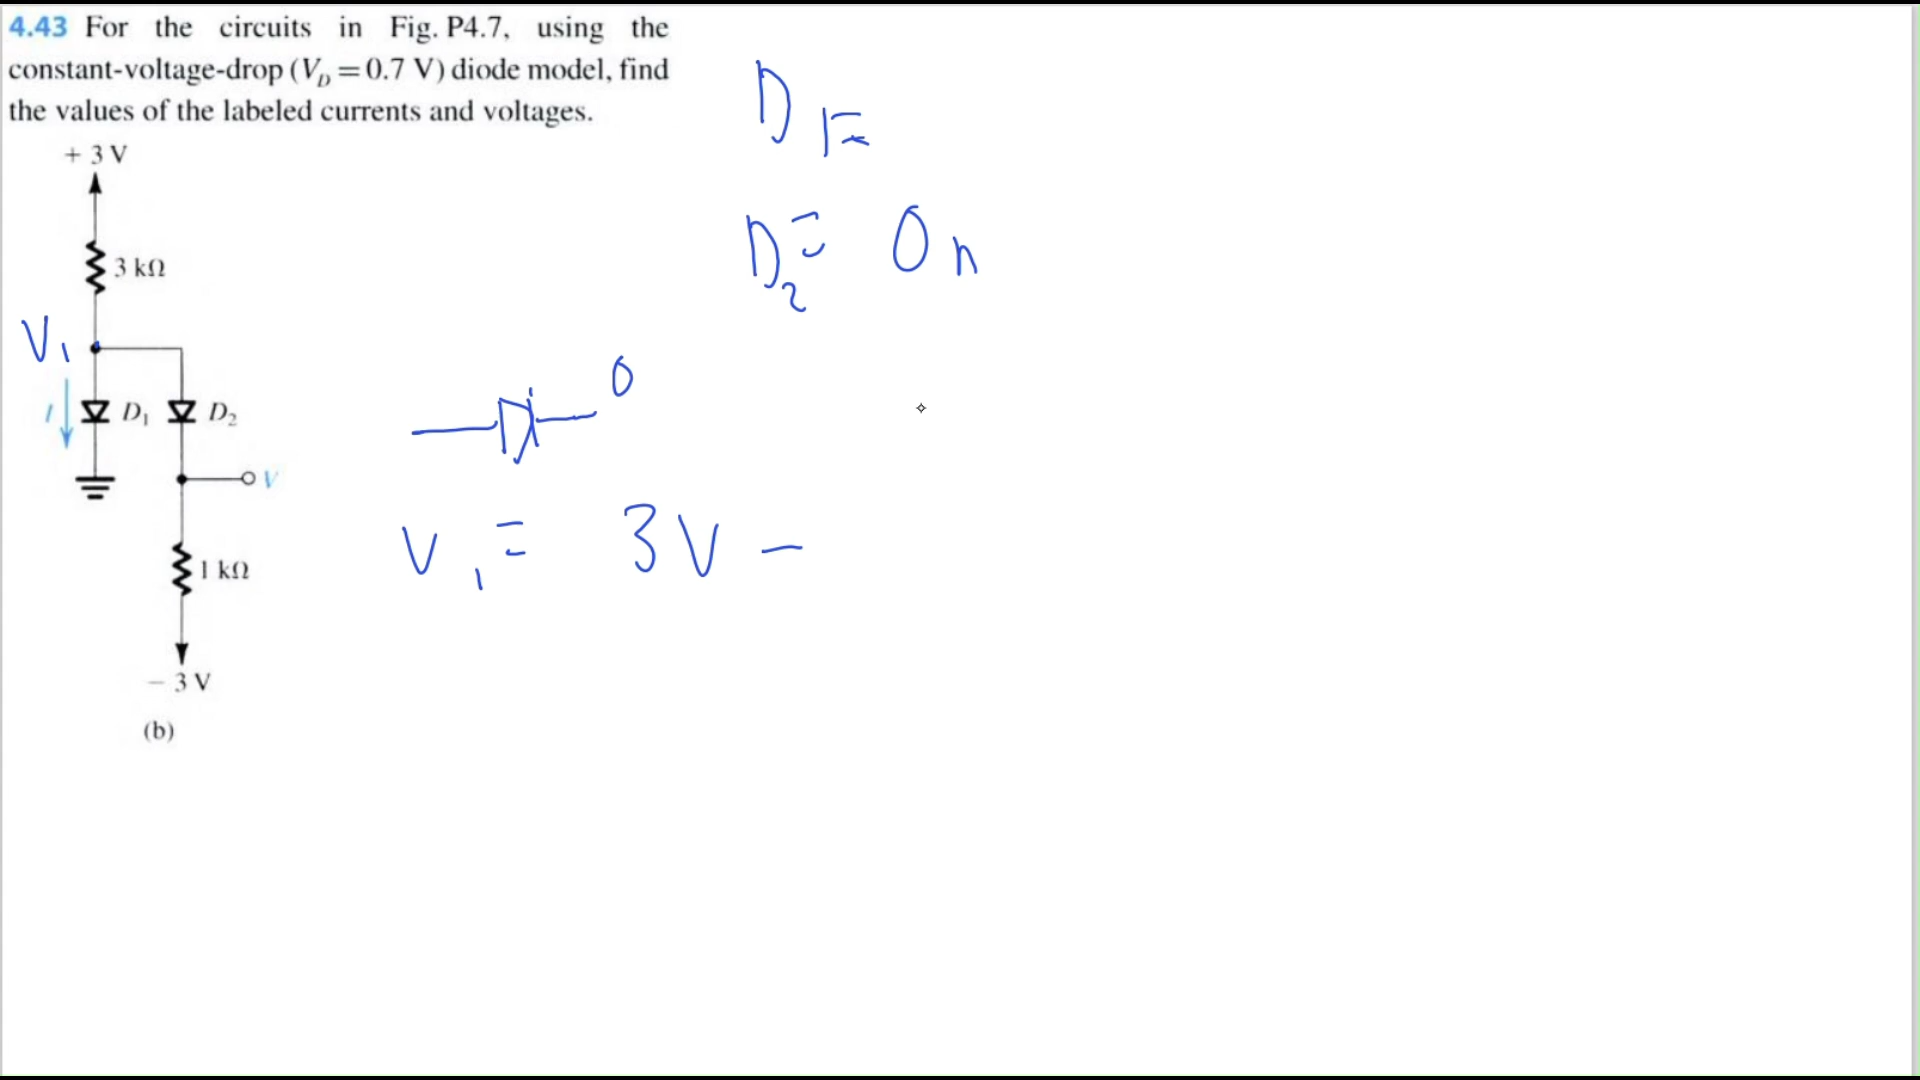 4.43 For the circuits in Fig. P4.7, using the
constant-voltage-drop (V_D = 0.7 V) diode model, find
the values of the labeled currents and voltages.
+ 3 V
3 kΩ
V₁
I
D₁
D₂
V
1 kΩ
− 3 V
(b)
D₁ =
D₂ = On
0
V₁ = 3V −